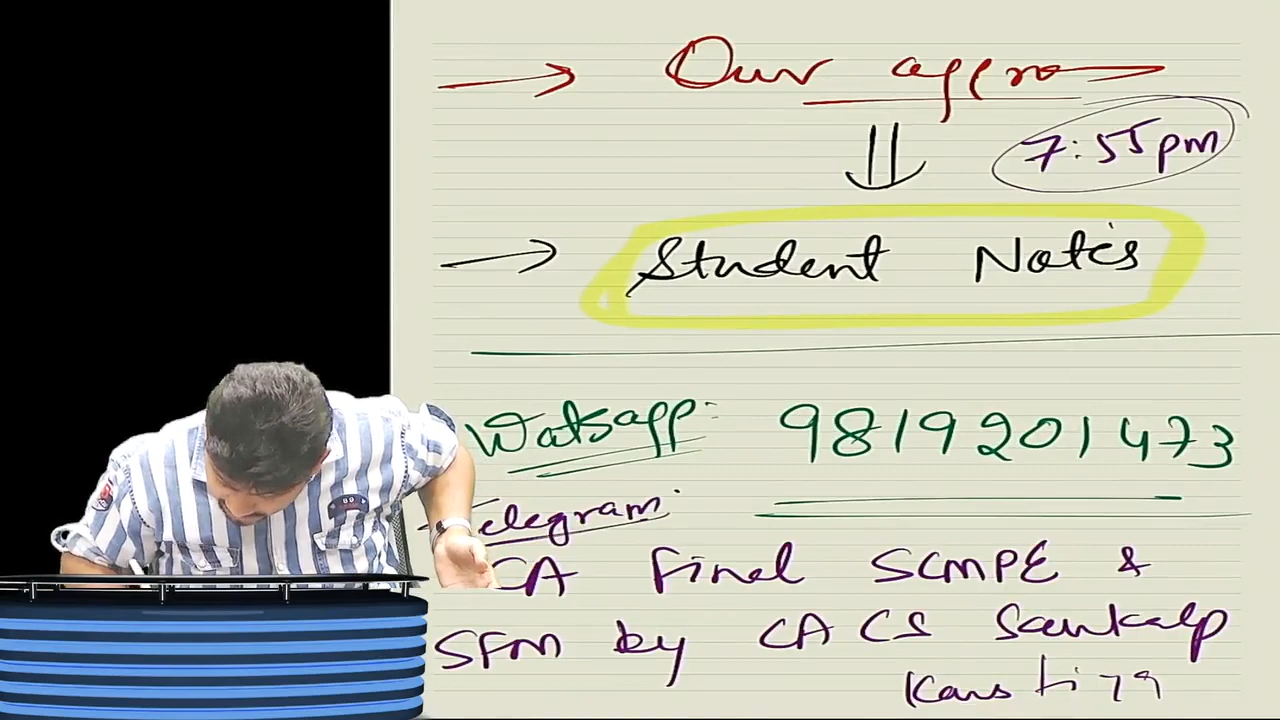 → Our appro
7:55pm
→ Student Notes
Watsapp: 9819201473
Telegram:
CA Final SCMPE &
SFM by CA CS Sankalp
Kanstiya